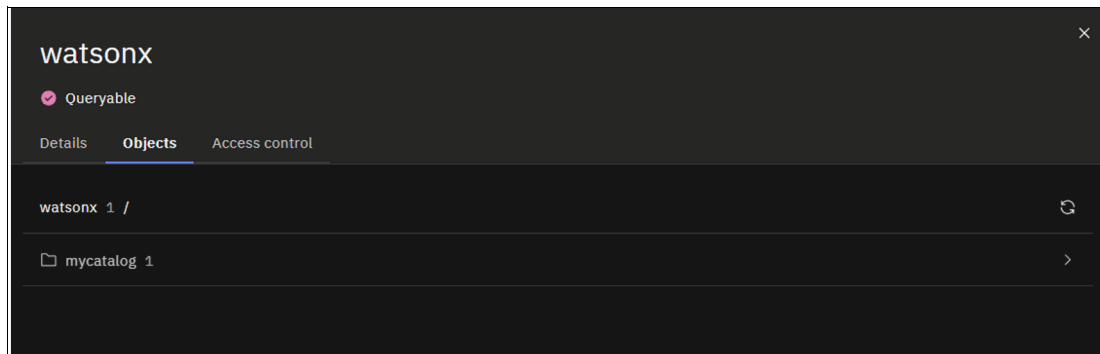 watsonx
Queryable
Details Objects Access control
watsonx 1 /
mycatalog 1